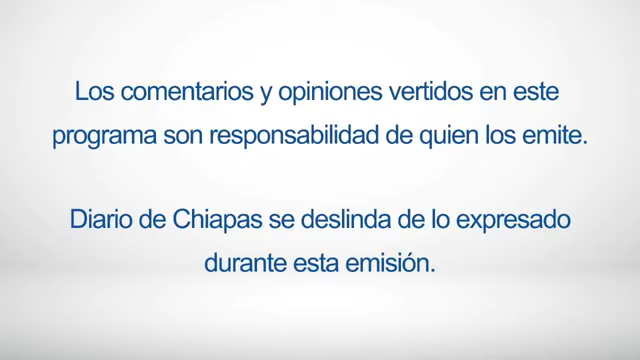 Los comentarios y opiniones vertidos en este
programa son responsabilidad de quien los emite.
Diario de Chiapas se deslinda de lo expresado
durante esta emisión.